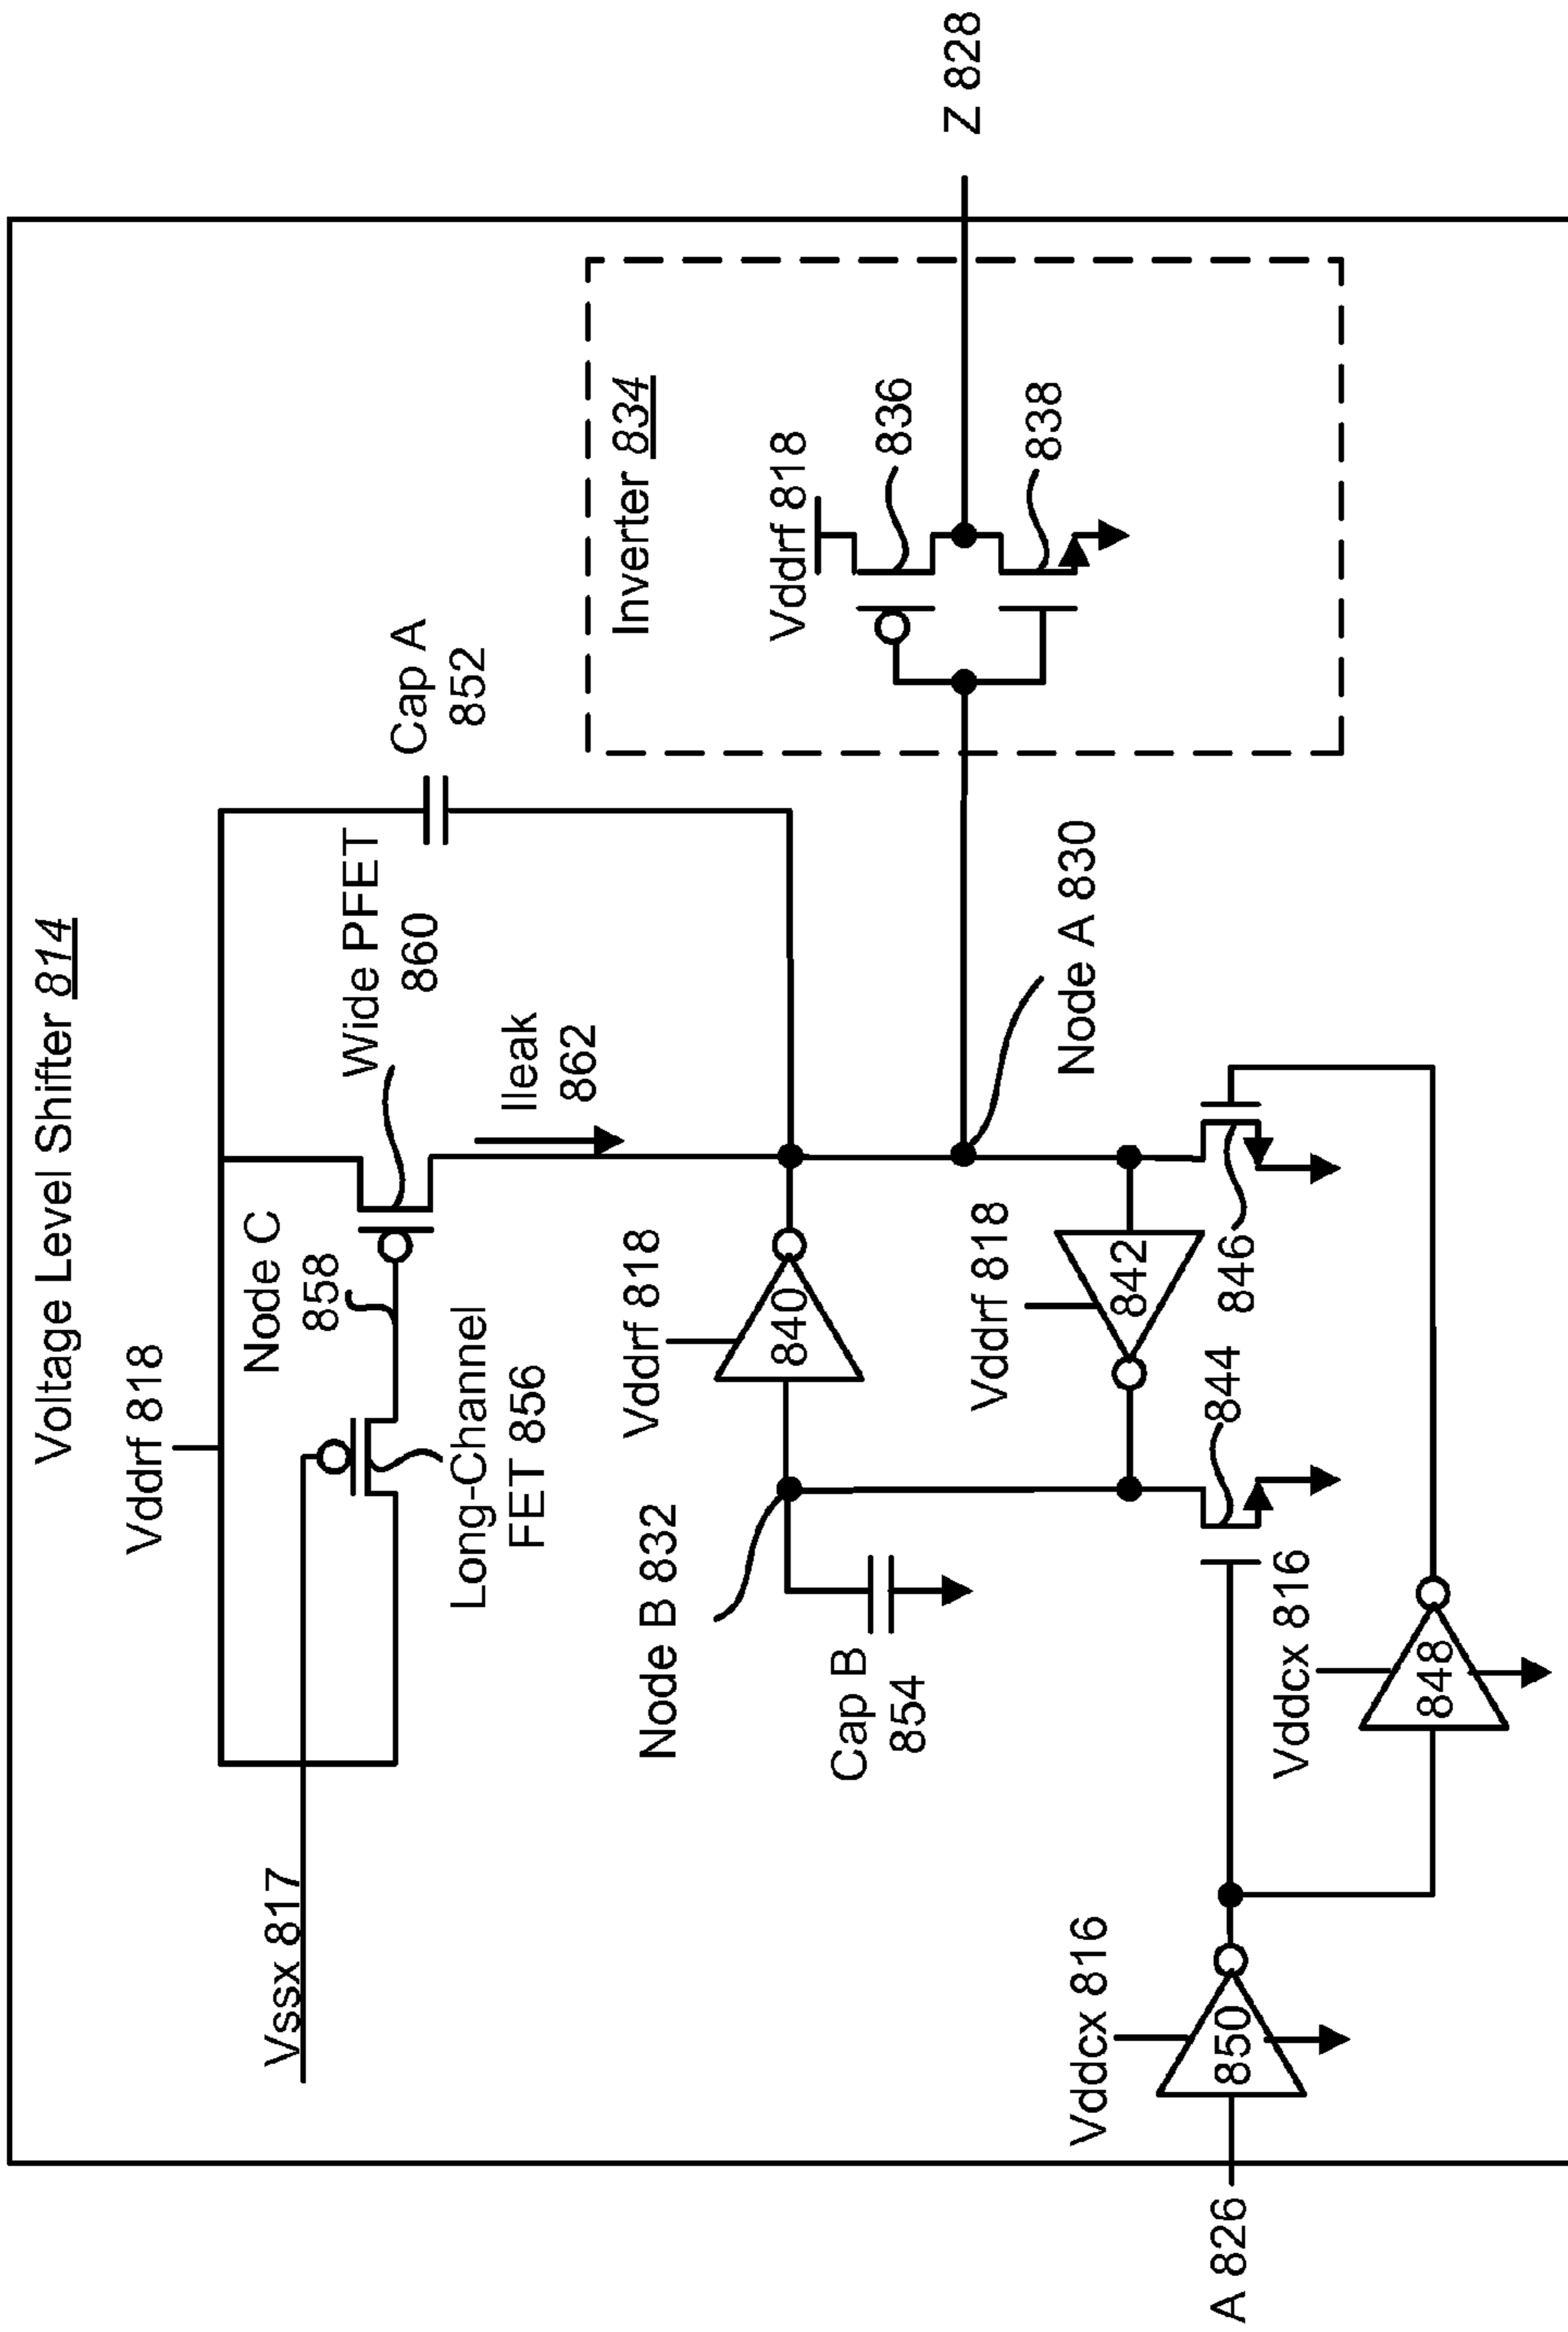 Voltage Level Shifter 814
Vddrf 818
Vssx 817
Node C
858
Long-Channel
FET 856
Wide PFET
860
Ileak
862
Cap A
852
Inverter 834
Vddrf 818
836
838
Z 828
Vddrf 818
840
Node B 832
Cap B
854
Vddrf 818
842
Node A 830
844
846
Vddcx 816
848
Vddcx 816
850
A 826